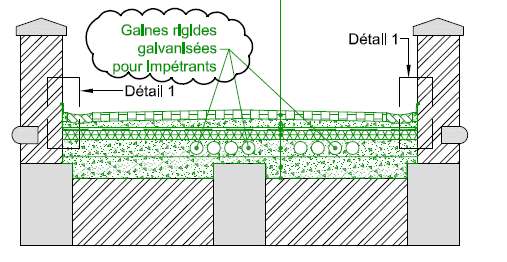 Gaines rigides
galvanisées
pour impétrants
Détail 1
Détail 1